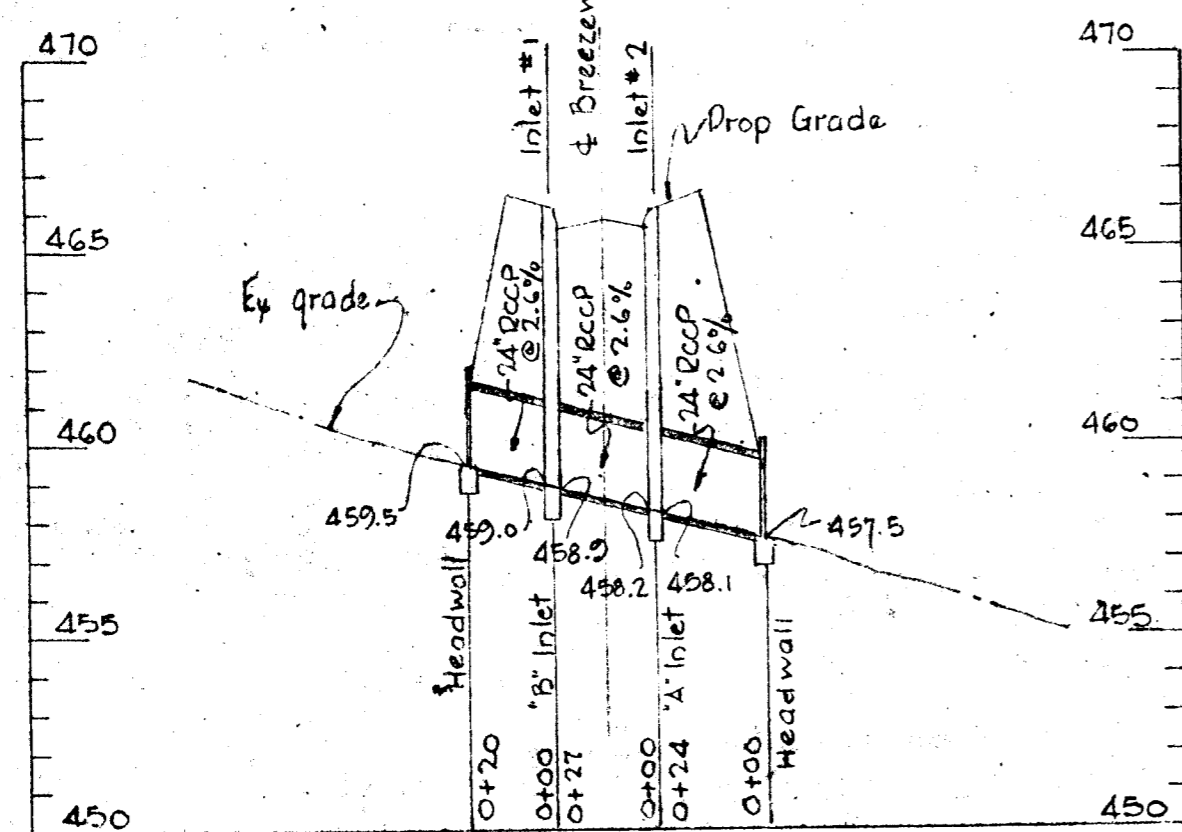 470
470
Inlet #1
Inlet #2
Drop Grade
465
465
Ex grade
24" RCCP
@ 2.6%
24" RCCP
@ 2.6%
24" RCCP
@ 2.6%
460
460
459.5
459.0
458.9
458.2
458.1
457.5
455
455
Headwall
"B" Inlet
"A" Inlet
Headwall
0+20
0+00
0+27
0+00
0+24
0+00
450
450